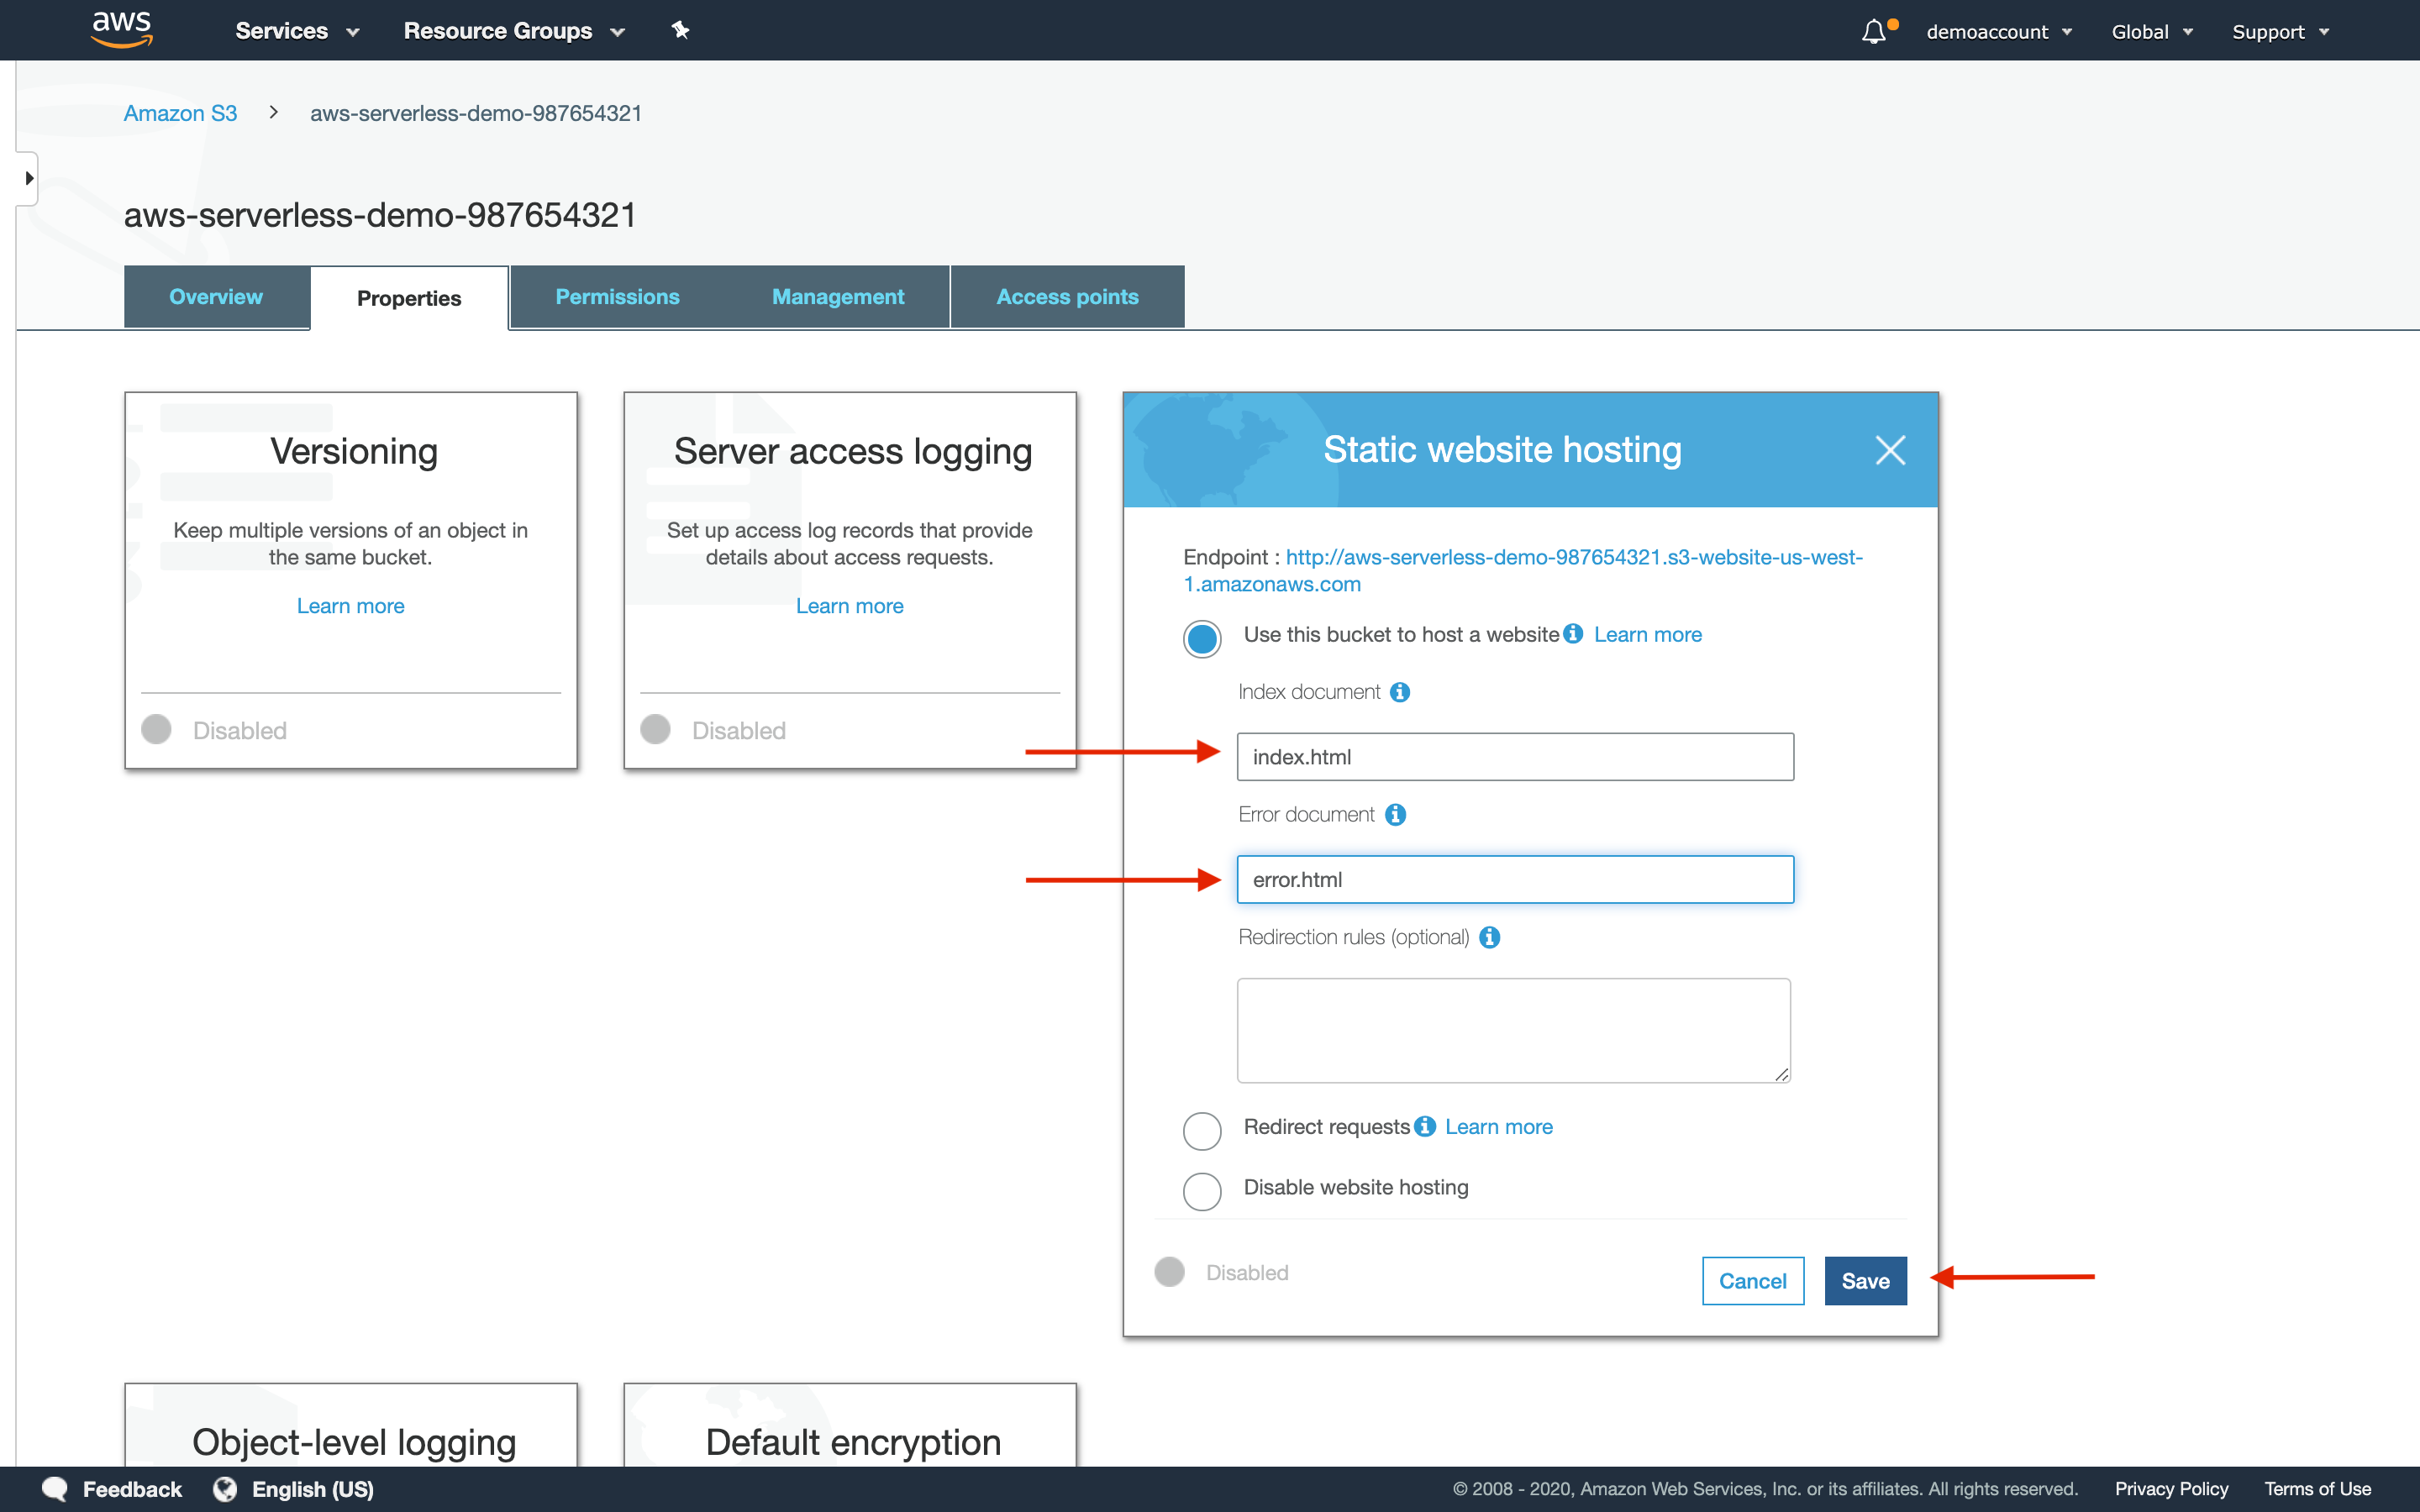 aws Services Resource Groups demoaccount Global Support
Amazon S3 > aws-serverless-demo-987654321
aws-serverless-demo-987654321
Overview Properties Permissions Management Access points
Versioning
Keep multiple versions of an object in
the same bucket.
Learn more
Disabled
Server access logging
Set up access log records that provide
details about access requests.
Learn more
Disabled
Static website hosting
Endpoint : http://aws-serverless-demo-987654321.s3-website-us-west-
1.amazonaws.com
Use this bucket to host a website Learn more
Index document
index.html
Error document
error.html
Redirection rules (optional)
Redirect requests Learn more
Disable website hosting
Disabled
Cancel Save
Object-level logging
Default encryption
Feedback English (US) © 2008 - 2020, Amazon Web Services, Inc. or its affiliates. All rights reserved. Privacy Policy Terms of Use